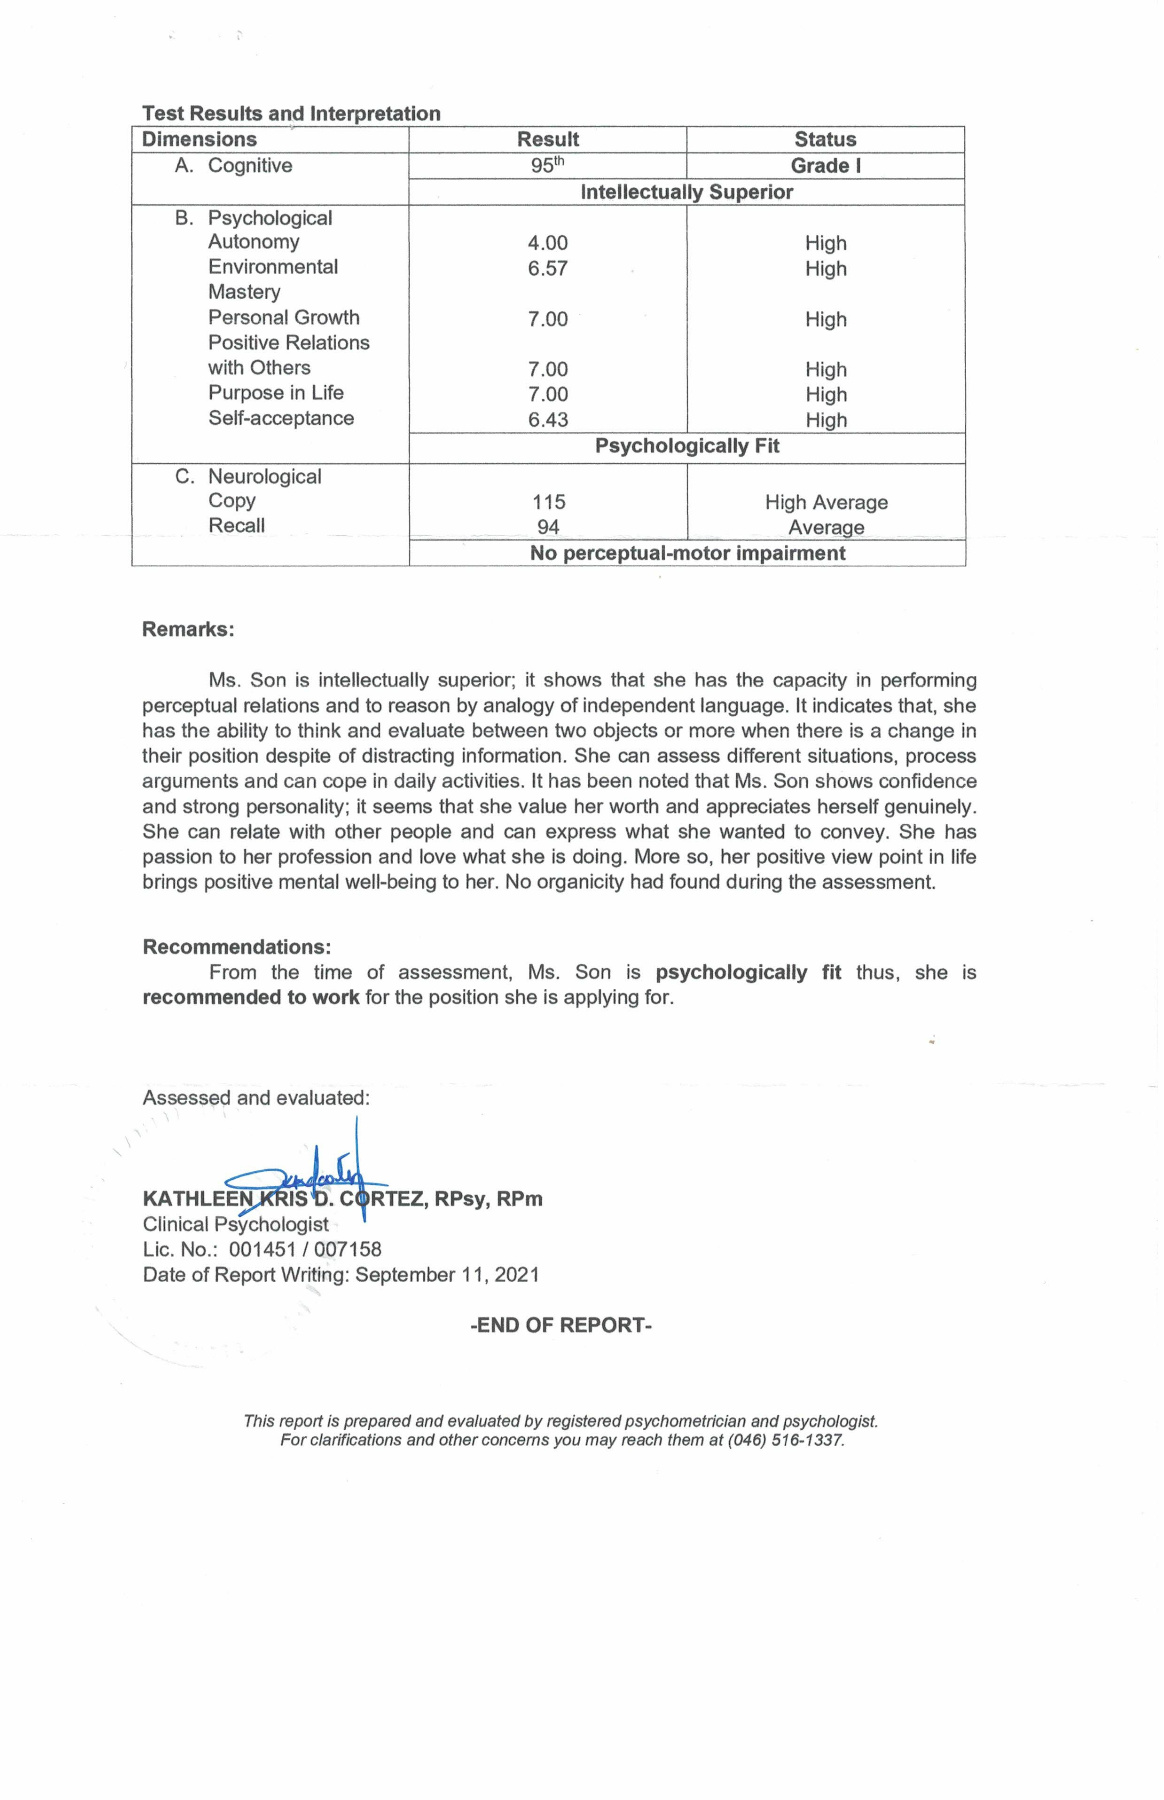 Test Results and Interpretation
Dimensions Result Status
A. Cognitive 95th Grade I
Intellectually Superior
B. Psychological
Autonomy 4.00 High
Environmental 6.57 High
Mastery
Personal Growth 7.00 High
Positive Relations
with Others 7.00 High
Purpose in Life 7.00 High
Self-acceptance 6.43 High
Psychologically Fit
C. Neurological
Copy 115 High Average
Recall 94 Average
No perceptual-motor impairment
Remarks:
Ms. Son is intellectually superior; it shows that she has the capacity in performing
perceptual relations and to reason by analogy of independent language. It indicates that, she
has the ability to think and evaluate between two objects or more when there is a change in
their position despite of distracting information. She can assess different situations, process
arguments and can cope in daily activities. It has been noted that Ms. Son shows confidence
and strong personality; it seems that she value her worth and appreciates herself genuinely.
She can relate with other people and can express what she wanted to convey. She has
passion to her profession and love what she is doing. More so, her positive view point in life
brings positive mental well-being to her. No organicity had found during the assessment.
Recommendations:
From the time of assessment, Ms. Son is psychologically fit thus, she is
recommended to work for the position she is applying for.
Assessed and evaluated:
KATHLEEN KRIS D. CORTEZ, RPsy, RPm
Clinical Psychologist
Lic. No.: 001451 / 007158
Date of Report Writing: September 11, 2021
-END OF REPORT-
This report is prepared and evaluated by registered psychometrician and psychologist.
For clarifications and other concerns you may reach them at (046) 516-1337.